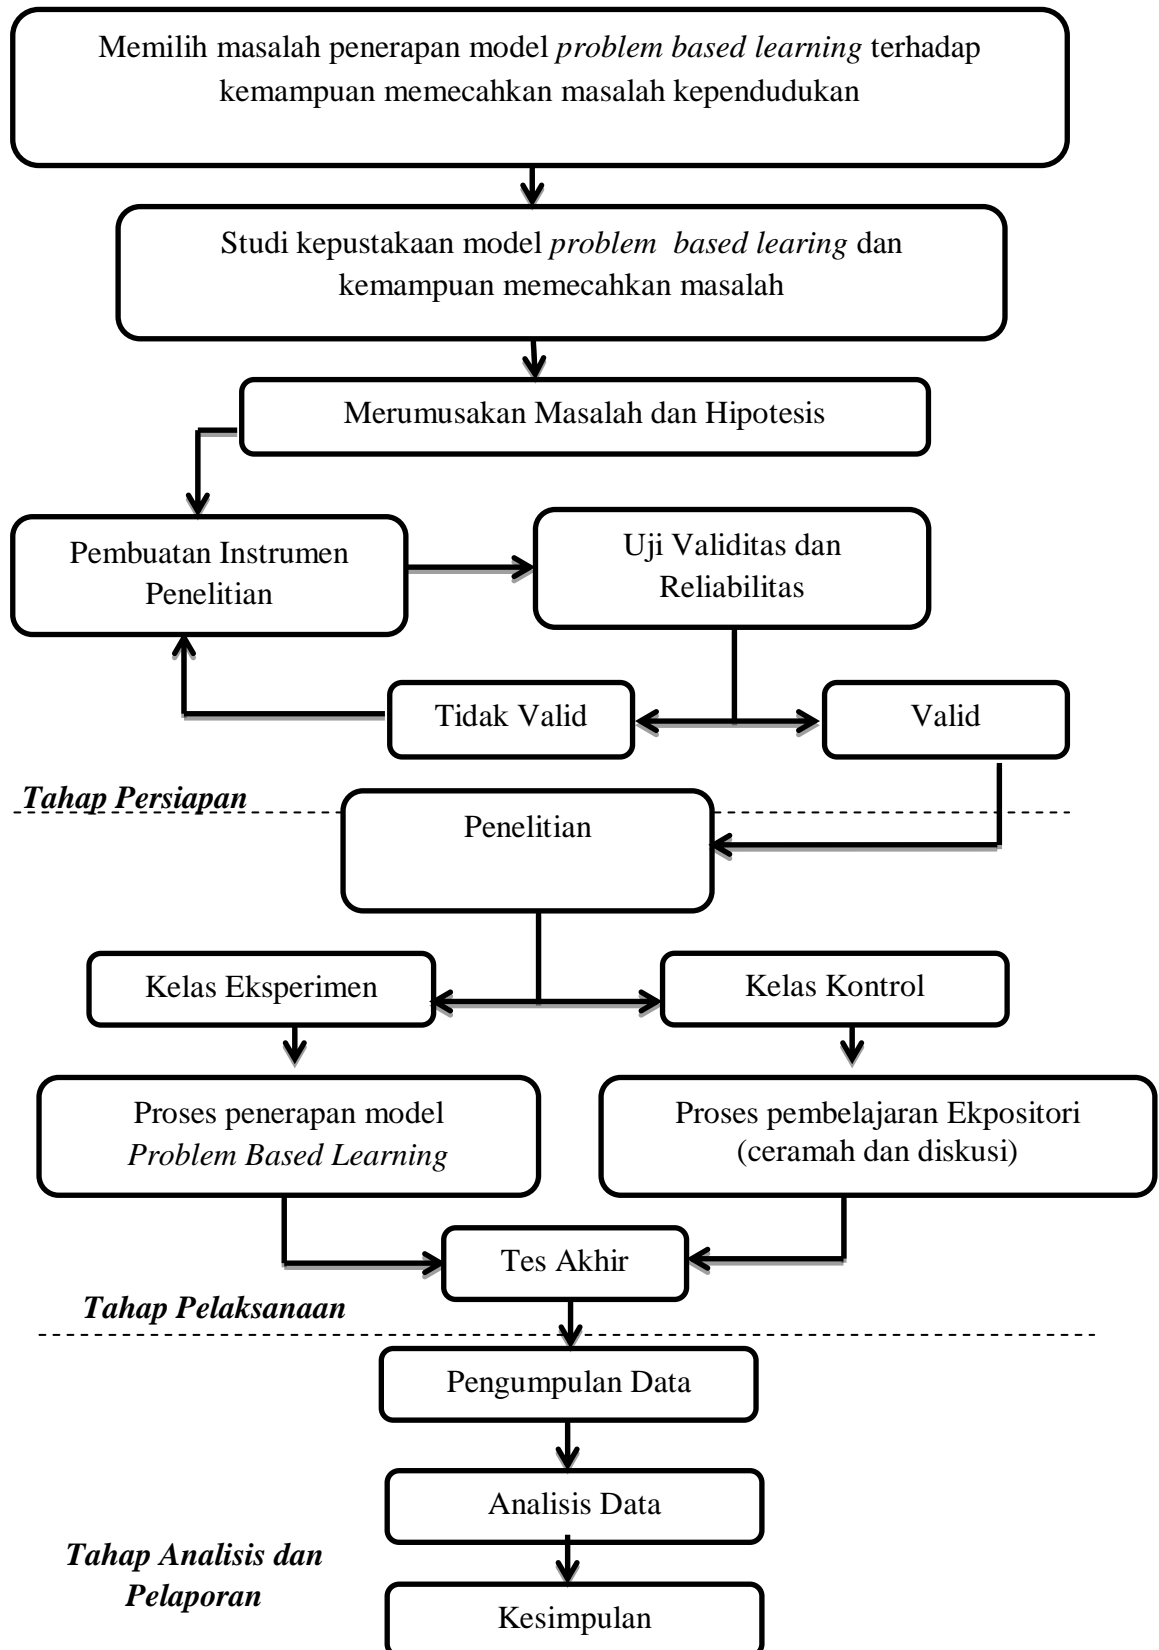 Memilih masalah penerapan model problem based learning terhadap
kemampuan memecahkan masalah kependudukan
Studi kepustakaan model problem based learing dan
kemampuan memecahkan masalah
Merumusakan Masalah dan Hipotesis
Pembuatan Instrumen
Penelitian
Uji Validitas dan
Reliabilitas
Tidak Valid
Valid
Tahap Persiapan
Penelitian
Kelas Eksperimen
Kelas Kontrol
Proses penerapan model
Problem Based Learning
Proses pembelajaran Ekpositori
(ceramah dan diskusi)
Tes Akhir
Tahap Pelaksanaan
Pengumpulan Data
Analisis Data
Tahap Analisis dan
Pelaporan
Kesimpulan